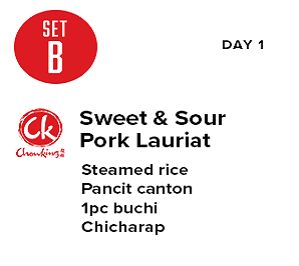 SET
B
DAY 1
Ck
Chowking
Sweet & Sour
Pork Lauriat
Steamed rice
Pancit canton
1pc buchi
Chicharap